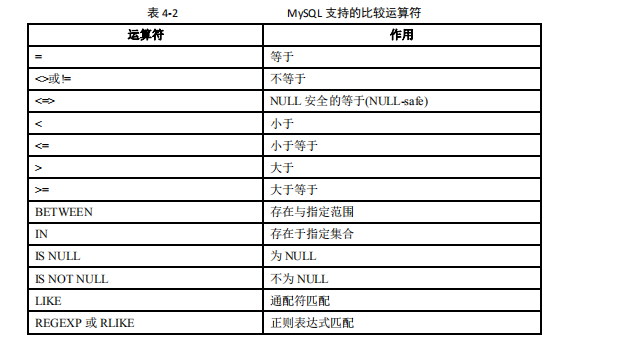 表 4-2 MySQL 支持的比较运算符
运算符 作用
= 等于
<>或!= 不等于
<=> NULL 安全的等于(NULL-safe)
< 小于
<= 小于等于
> 大于
>= 大于等于
BETWEEN 存在与指定范围
IN 存在于指定集合
IS NULL 为 NULL
IS NOT NULL 不为 NULL
LIKE 通配符匹配
REGEXP 或 RLIKE 正则表达式匹配